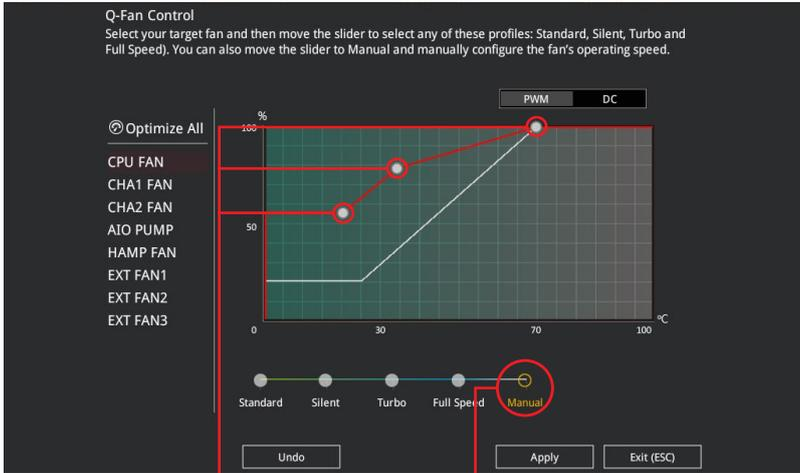 Q-Fan Control
Select your target fan and then move the slider to select any of these profiles: Standard, Silent, Turbo and
Full Speed). You can also move the slider to Manual and manually configure the fan's operating speed.
PWM DC
%
Optimize All
100
CPU FAN
CHA1 FAN
CHA2 FAN
AIO PUMP
HAMP FAN
EXT FAN1
EXT FAN2
EXT FAN3
50
°C
0 30 70 100
Standard Silent Turbo Full Speed Manual
Undo Apply Exit (ESC)